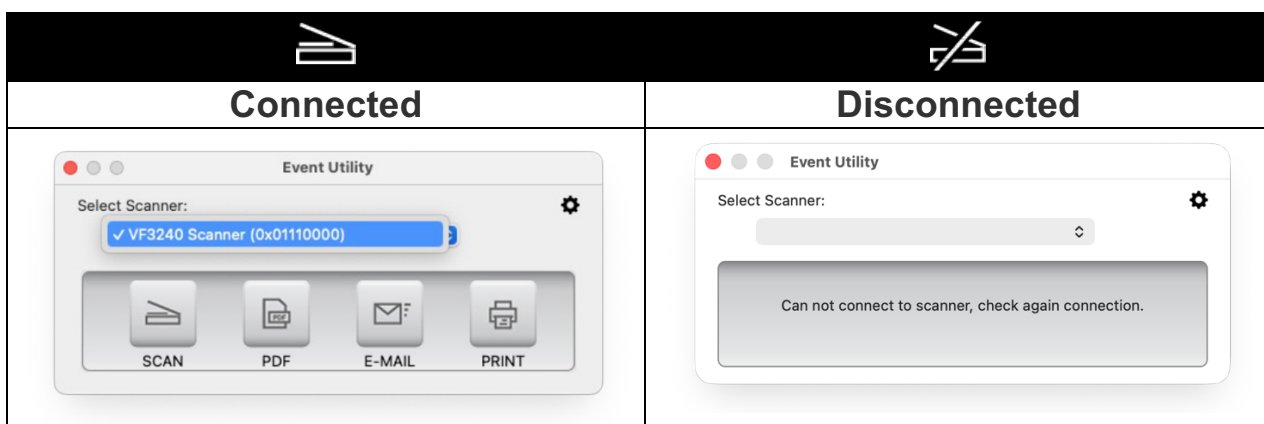 Connected
Disconnected
Event Utility
Select Scanner:
✓ VF3240 Scanner (0x01110000)
PDF
SCAN
PDF
E-MAIL
PRINT
Event Utility
Select Scanner:
Can not connect to scanner, check again connection.